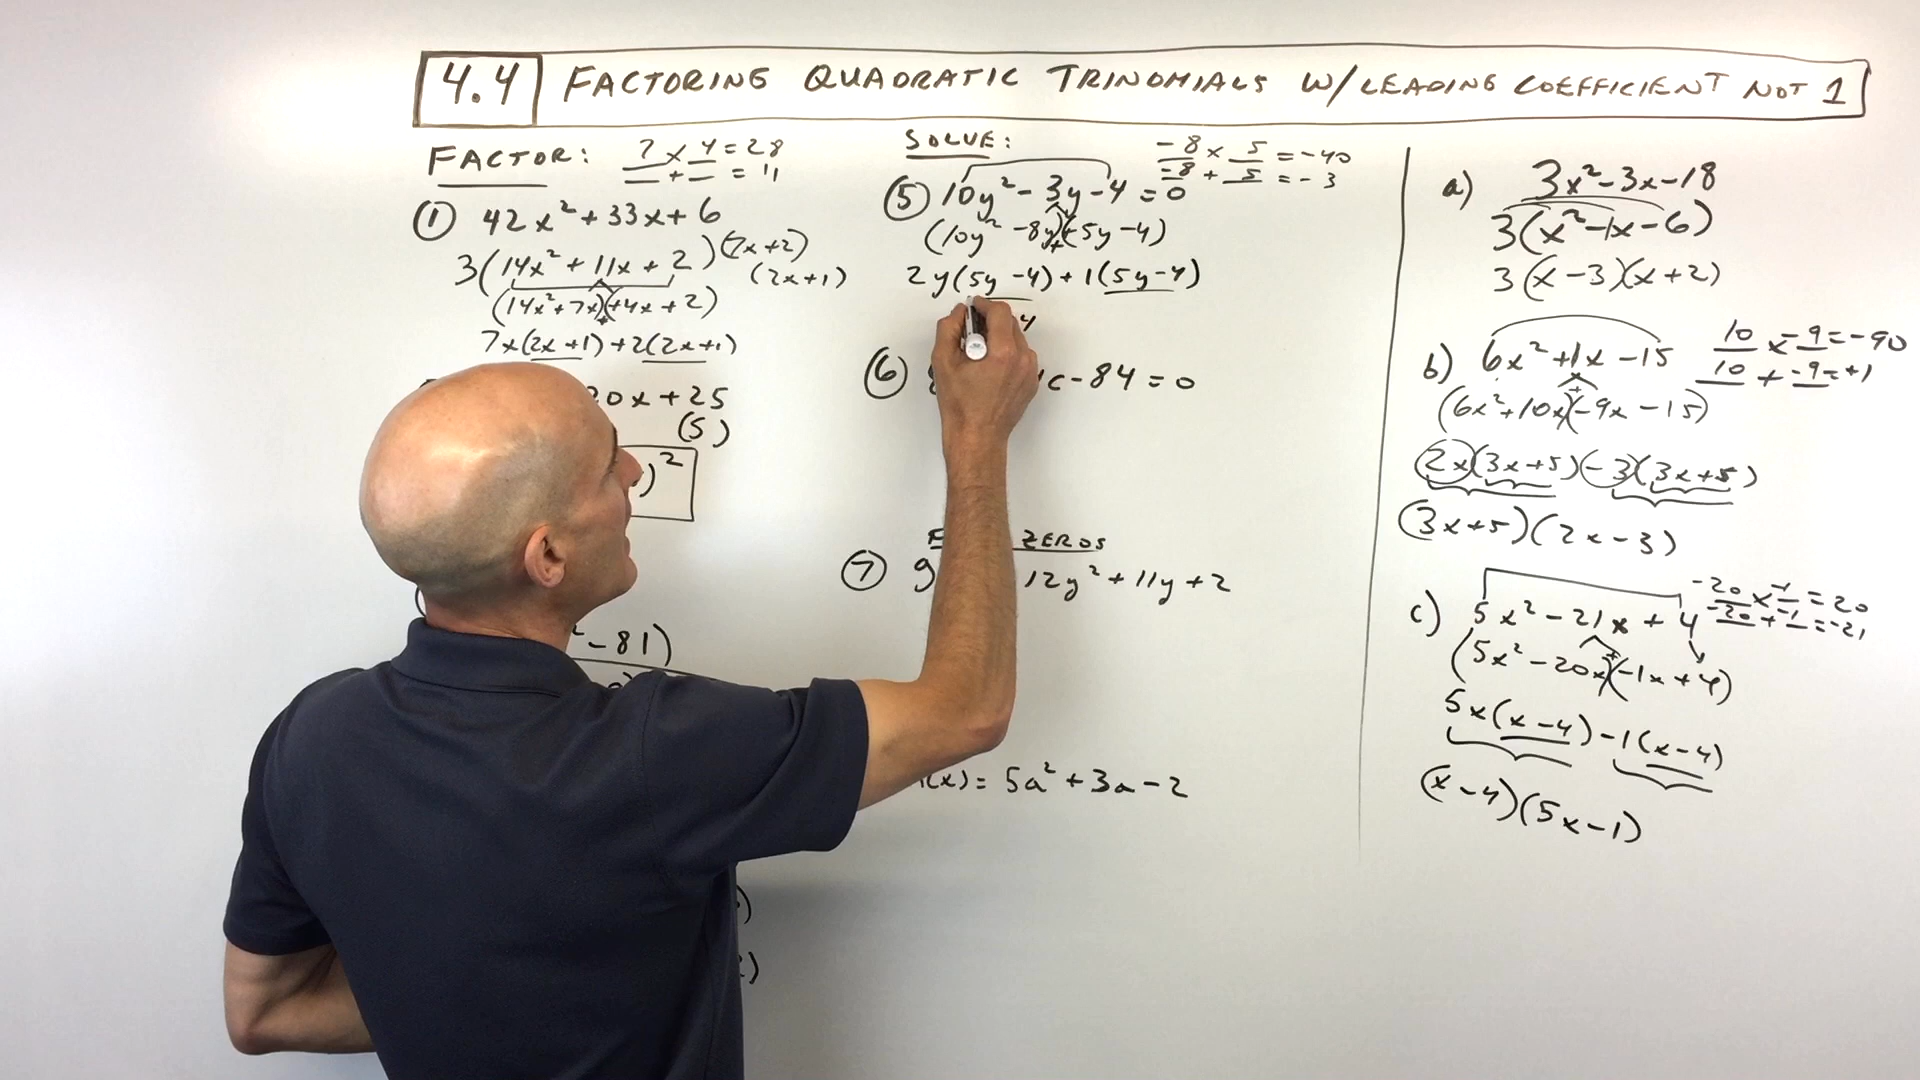 4.4 FACTORING QUADRATIC TRINOMIALS W/ LEADING COEFFICIENT NOT 1
FACTOR: 7 x 4 = 28
__ + __ = 11
① 42x² + 33x + 6
3(14x² + 11x + 2) (7x+2)
(2x+1)
(14x² + 7x)+(+4x + 2)
7x(2x+1) + 2(2x+1)
20x + 25
(5)
)²
² - 81)
SOLVE: -8 x 5 = -40
-8 + 5 = -3
⑤ 10y² - 3y - 4 = 0
(10y² - 8y)+(+5y - 4)
2y(5y - 4) + 1(5y - 4)
4
⑥ c - 84 = 0
ZEROS
⑦ 9 12y² + 11y + 2
(x) = 5a² + 3a - 2
a) 3x² - 3x - 18
3(x² - 1x - 6)
3(x - 3)(x + 2)
b) 6x² + 1x - 15 10 x -9 = -90
10 + -9 = +1
(6x² + 10x)+(-9x - 15)
2x(3x+5) -3(3x+5)
(3x+5)(2x-3)
c) 5x² - 21x + 4 -20 x -1 = 20
-20 + -1 = -21
(5x² - 20x)+(-1x + 4)
5x(x-4) - 1(x-4)
(x-4)(5x-1)